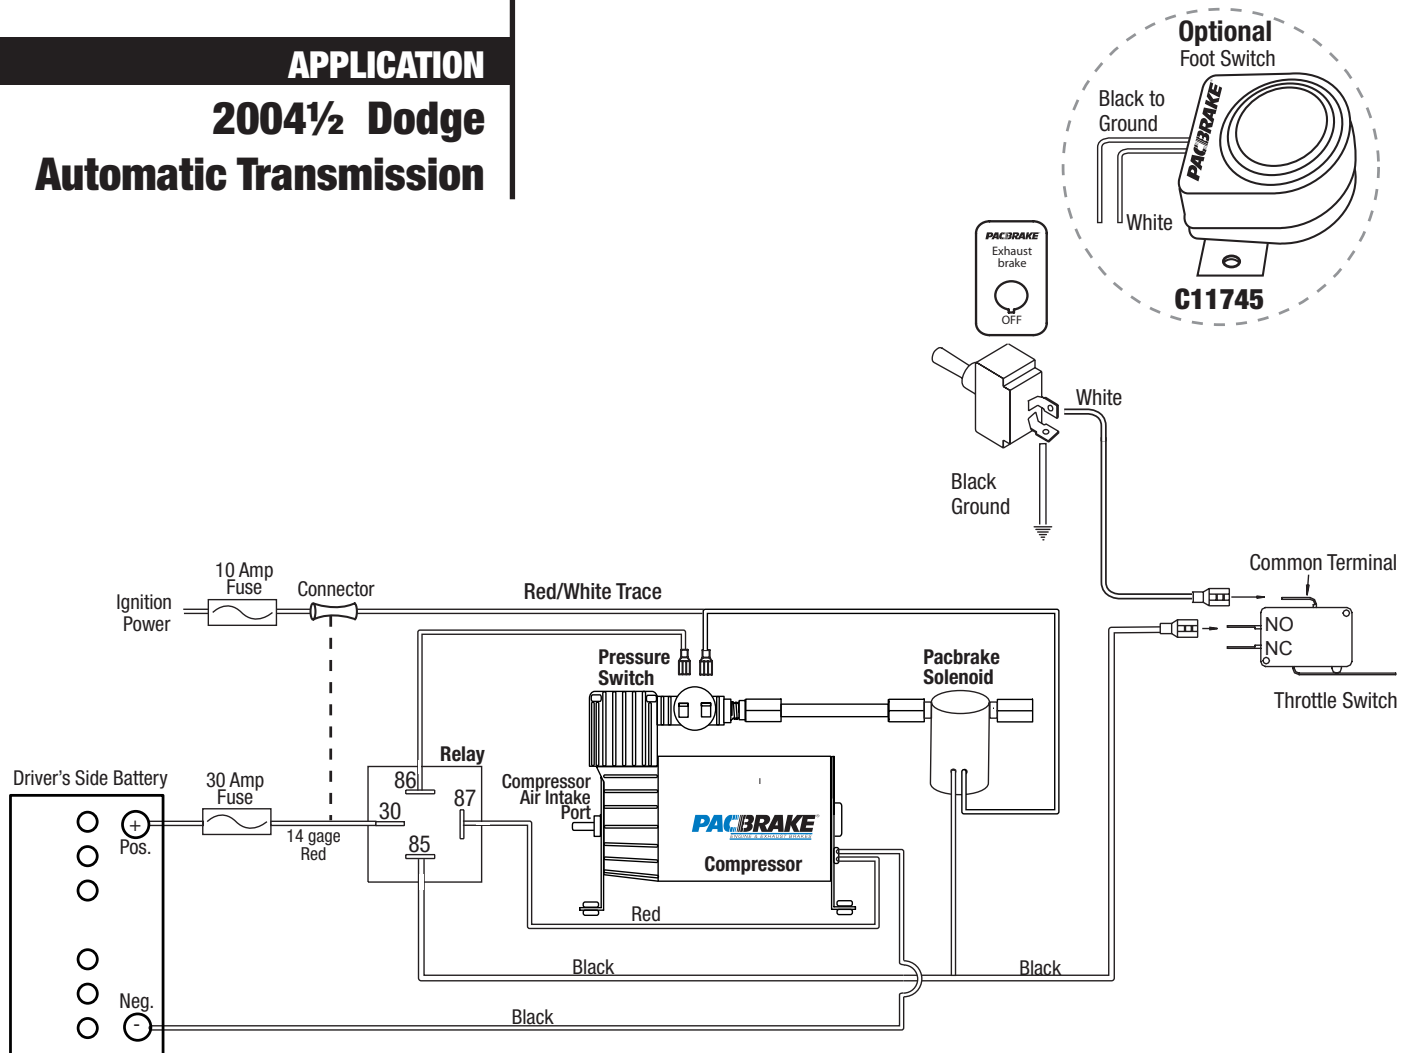 APPLICATION
2004½ Dodge
Automatic Transmission
Optional
Foot Switch
Black to
Ground
PACBRAKE
White
C11745
PACBRAKE
Exhaust
brake
OFF
White
Black
Ground
10 Amp
Fuse
Connector
Red/White Trace
Ignition
Power
Common Terminal
NO
NC
Throttle Switch
Pressure
Switch
Pacbrake
Solenoid
Driver's Side Battery
30 Amp
Fuse
Relay
86
87
30
85
14 gage
Red
+
Pos.
Compressor
Air Intake
Port
PACBRAKE
ENGINE & EXHAUST BRAKES
Compressor
Red
Black
Black
Neg.
-
Black